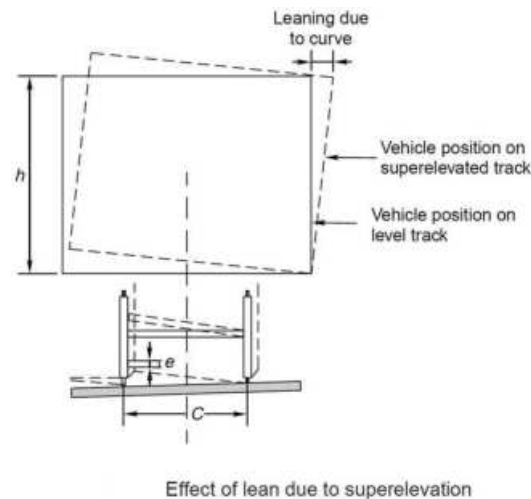 Leaning due
to curve
h
Vehicle position on
superelevated track
Vehicle position on
level track
e
C
Effect of lean due to superelevation